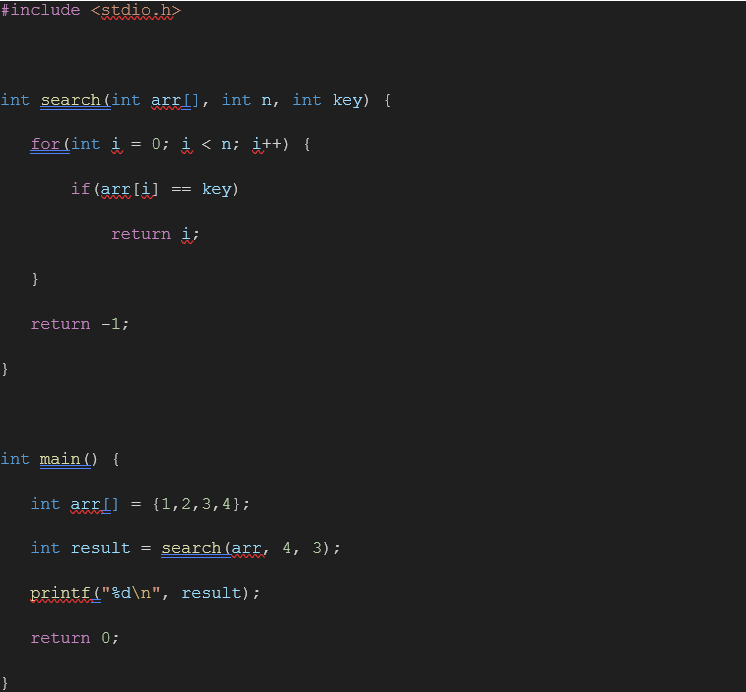 #include <stdio.h>
int search(int arr[], int n, int key) {
for(int i = 0; i < n; i++) {
if(arr[i] == key)
return i;
}
return -1;
}
int main() {
int arr[] = {1,2,3,4};
int result = search(arr, 4, 3);
printf("%d\n", result);
return 0;
}